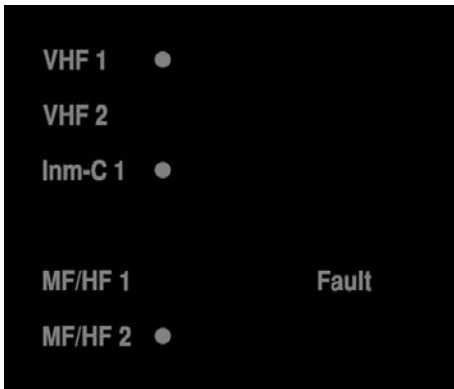 VHF 1 ●
VHF 2
Inm-C 1 ●
MF/HF 1 Fault
MF/HF 2 ●